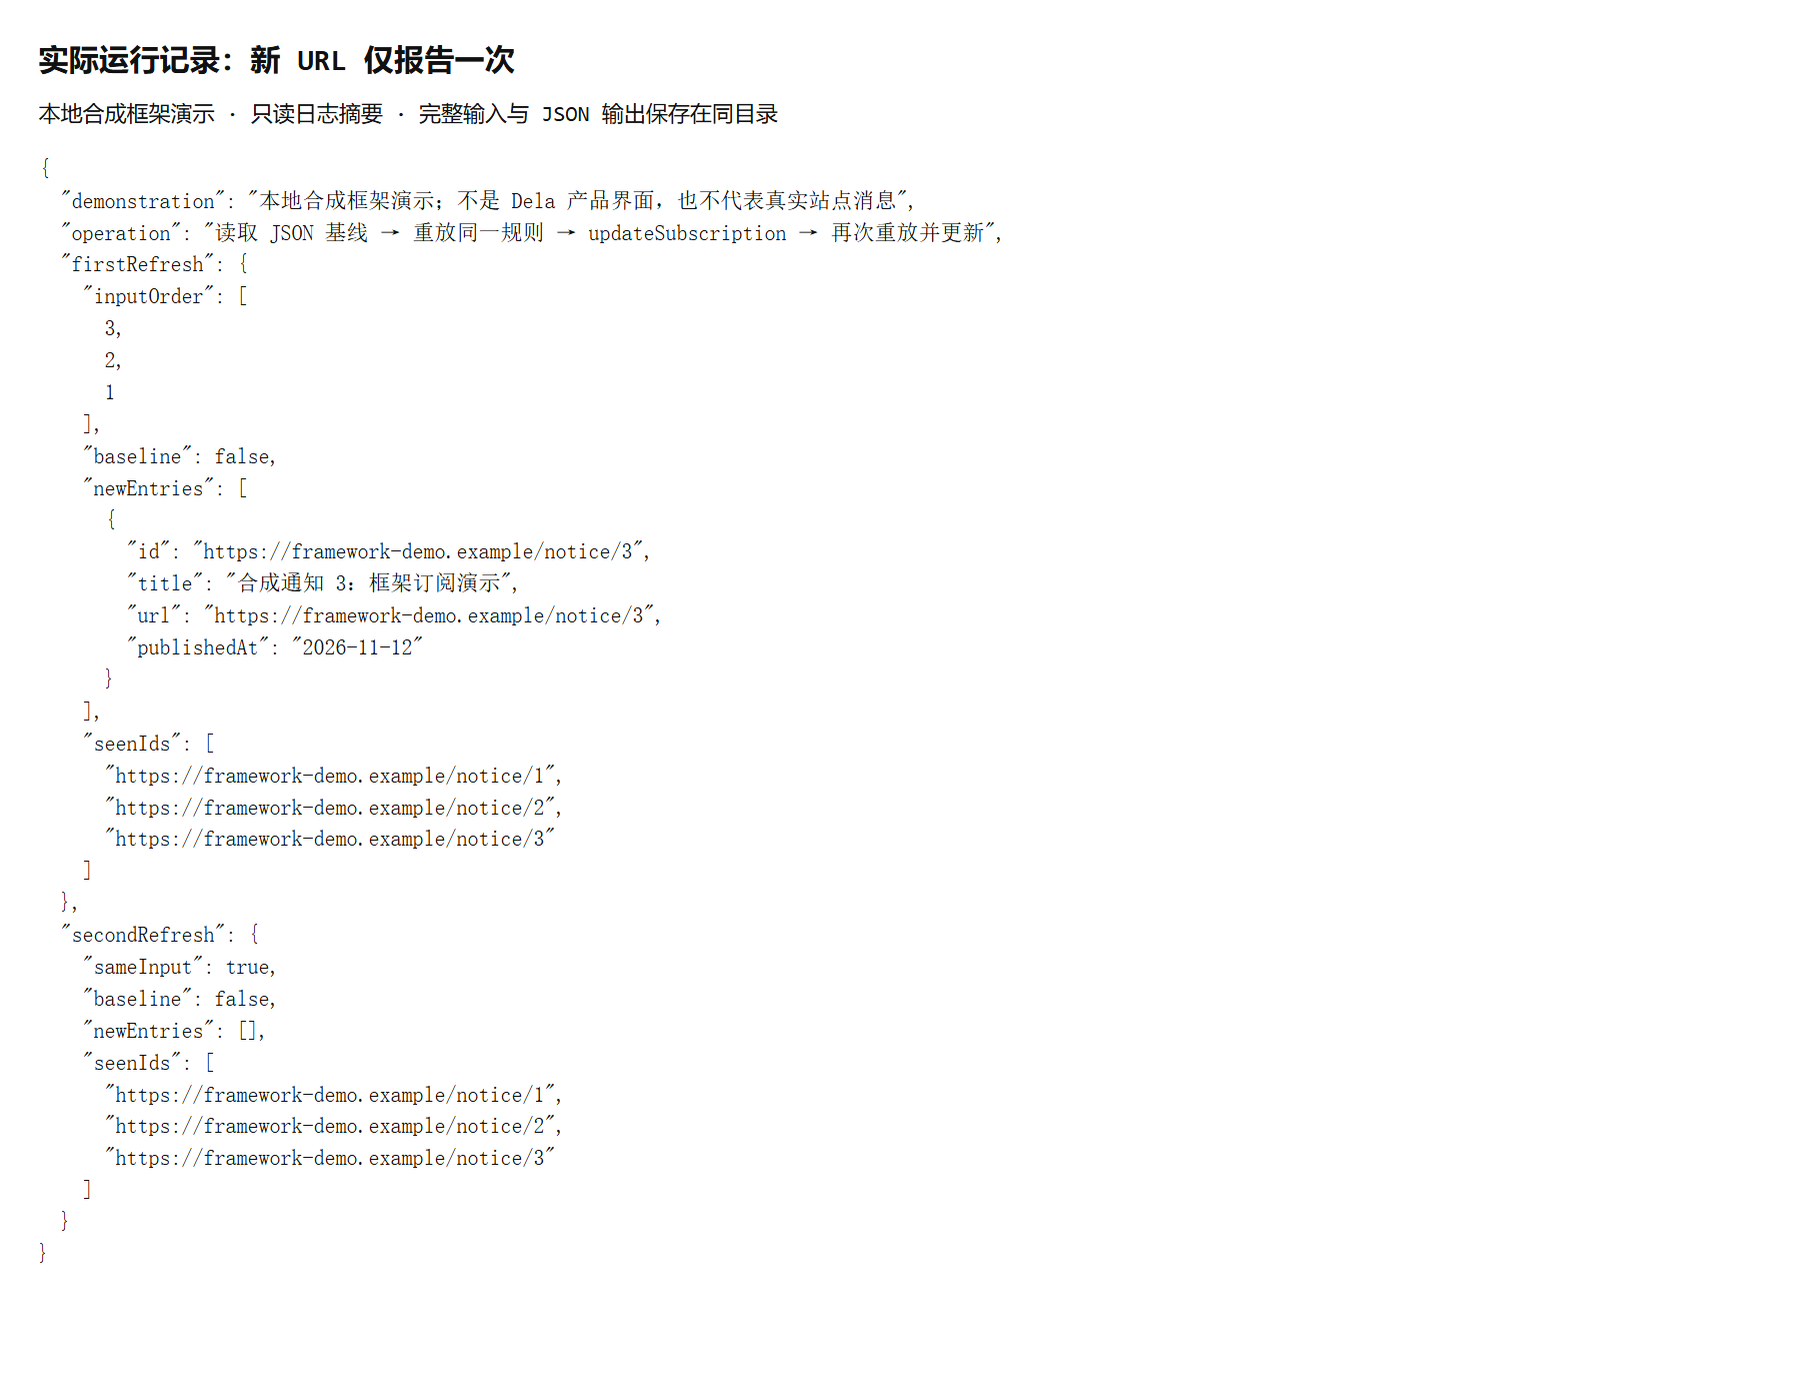 实际运行记录：新 URL 仅报告一次
本地合成框架演示 · 只读日志摘要 · 完整输入与 JSON 输出保存在同目录
{
  "demonstration": "本地合成框架演示；不是 Dela 产品界面，也不代表真实站点消息",
  "operation": "读取 JSON 基线 → 重放同一规则 → updateSubscription → 再次重放并更新",
  "firstRefresh": {
    "inputOrder": [
      3,
      2,
      1
    ],
    "baseline": false,
    "newEntries": [
      {
        "id": "https://framework-demo.example/notice/3",
        "title": "合成通知 3：框架订阅演示",
        "url": "https://framework-demo.example/notice/3",
        "publishedAt": "2026-11-12"
      }
    ],
    "seenIds": [
      "https://framework-demo.example/notice/1",
      "https://framework-demo.example/notice/2",
      "https://framework-demo.example/notice/3"
    ]
  },
  "secondRefresh": {
    "sameInput": true,
    "baseline": false,
    "newEntries": [],
    "seenIds": [
      "https://framework-demo.example/notice/1",
      "https://framework-demo.example/notice/2",
      "https://framework-demo.example/notice/3"
    ]
  }
}